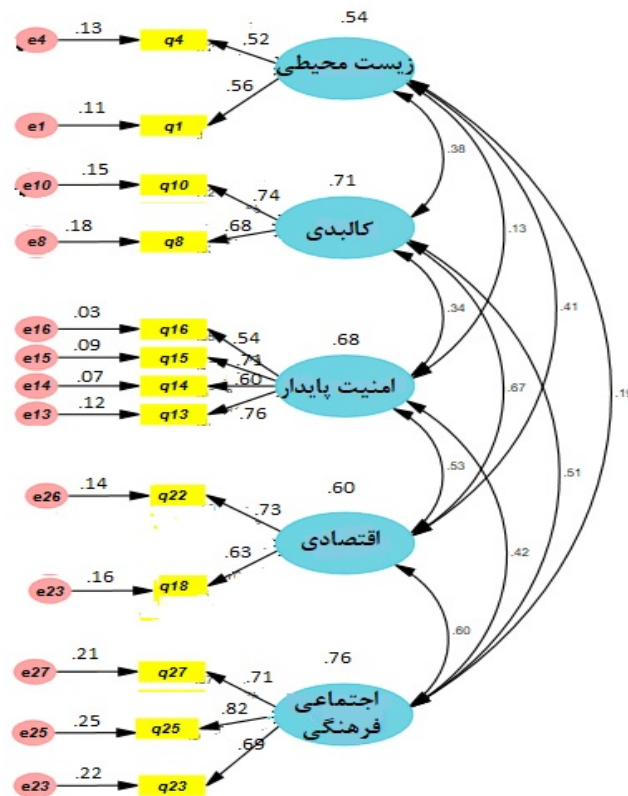 .54
e4 .13 q4 .52 زیست محیطی
.56
e1 .11 q1
.38
e10 .15 q10 .74 .71
کالبدی
e8 .18 q8 .68
.13
.34 .41
e16 .03 q16 .54 .68
e15 .09 q15 .71
e14 .07 q14 .60 امنیت پایدار .67
e13 .12 q13 .76
.19
.53 .51
e26 .14 q22 .73 .60
اقتصادی .42
e23 .16 q18 .63
.60
.76
e27 .21 q27 .71
اجتماعی
e25 .25 q25 .82 فرهنگی
e23 .22 q23 .69